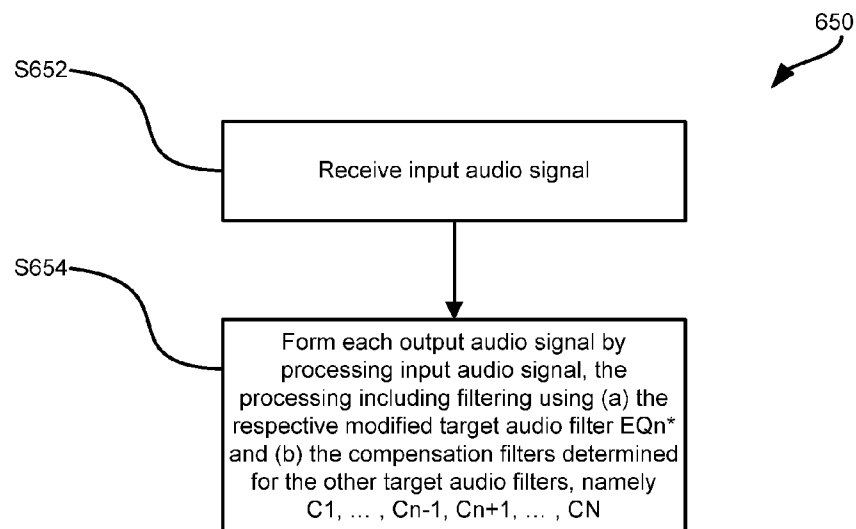 650
S652
Receive input audio signal
S654
Form each output audio signal by
processing input audio signal, the
processing including filtering using (a) the
respective modified target audio filter EQn*
and (b) the compensation filters determined
for the other target audio filters, namely
C1, ... , Cn-1, Cn+1, ... , CN